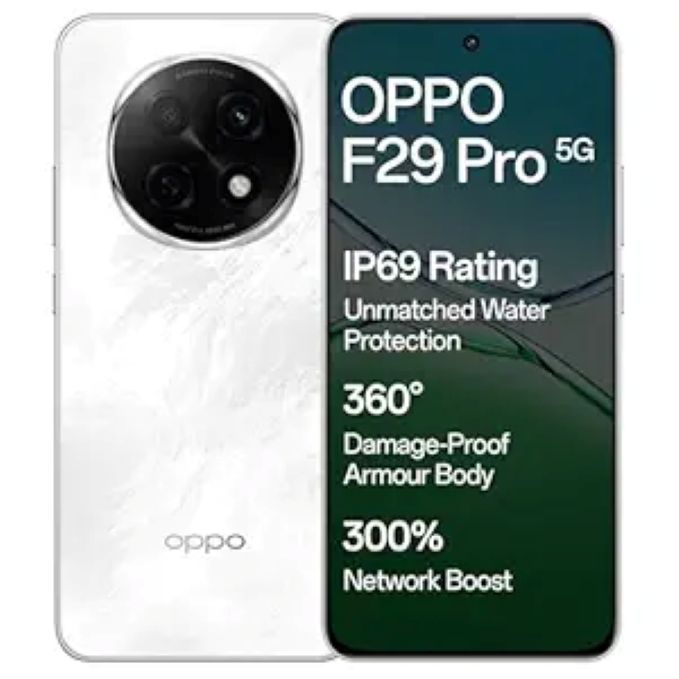 OPPO
F29 Pro 5G
IP69 Rating
Unmatched Water
Protection
360°
Damage-Proof
Armour Body
300%
Network Boost
oppo